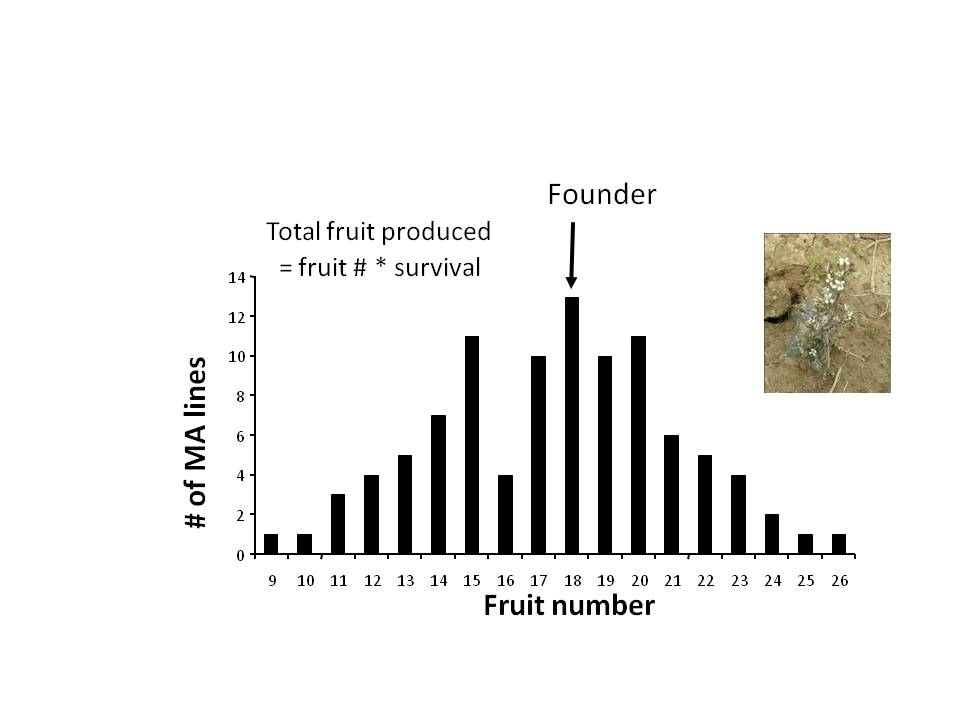 Founder
Total fruit produced
= fruit # * survival
14
12
10
8
6
4
2
0
# of MA lines
9 10 11 12 13 14 15 16 17 18 19 20 21 22 23 24 25 26
Fruit number